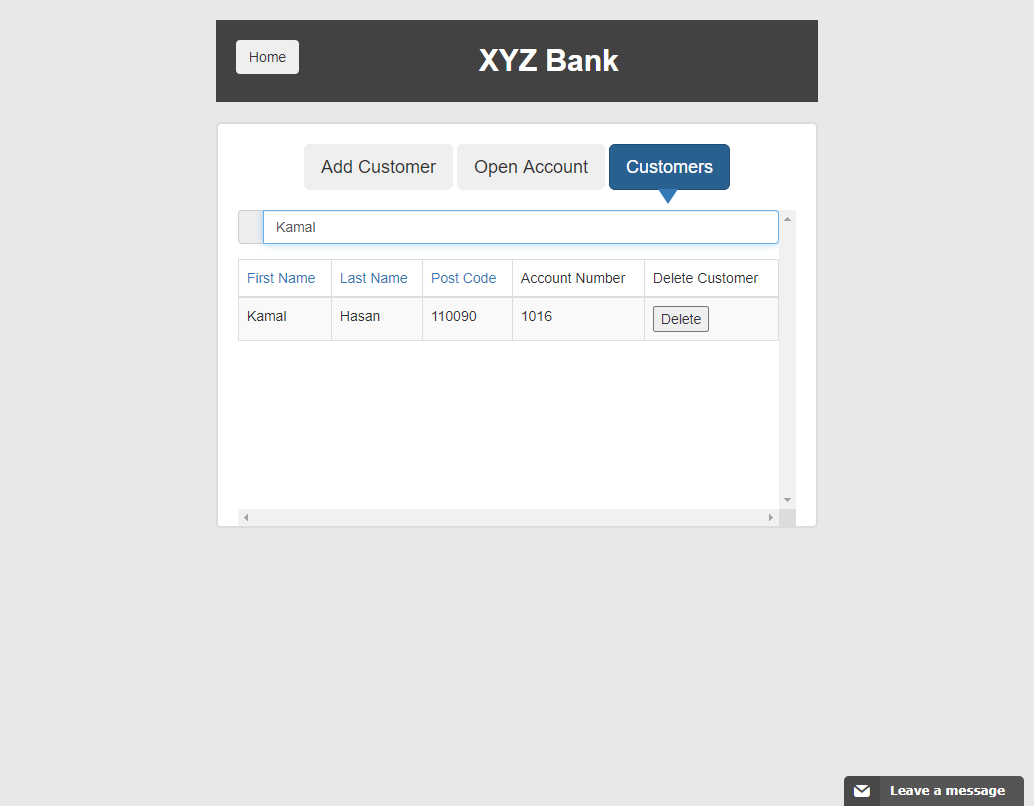 Home
XYZ Bank
Add Customer Open Account Customers
Kamal
First Name Last Name Post Code Account Number Delete Customer
Kamal Hasan 110090 1016 Delete
Leave a message